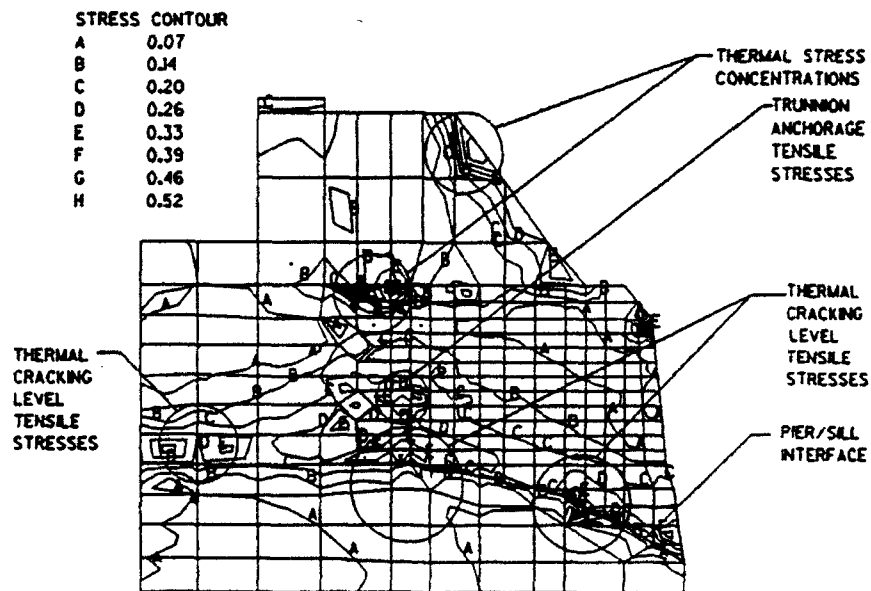 STRESS CONTOUR
A 0.07
B 0.14
C 0.20
D 0.26
E 0.33
F 0.39
G 0.46
H 0.52
THERMAL STRESS
CONCENTRATIONS
TRUNNION
ANCHORAGE
TENSILE
STRESSES
THERMAL
CRACKING
LEVEL
TENSILE
STRESSES
THERMAL
CRACKING
LEVEL
TENSILE
STRESSES
PIER/SILL
INTERFACE